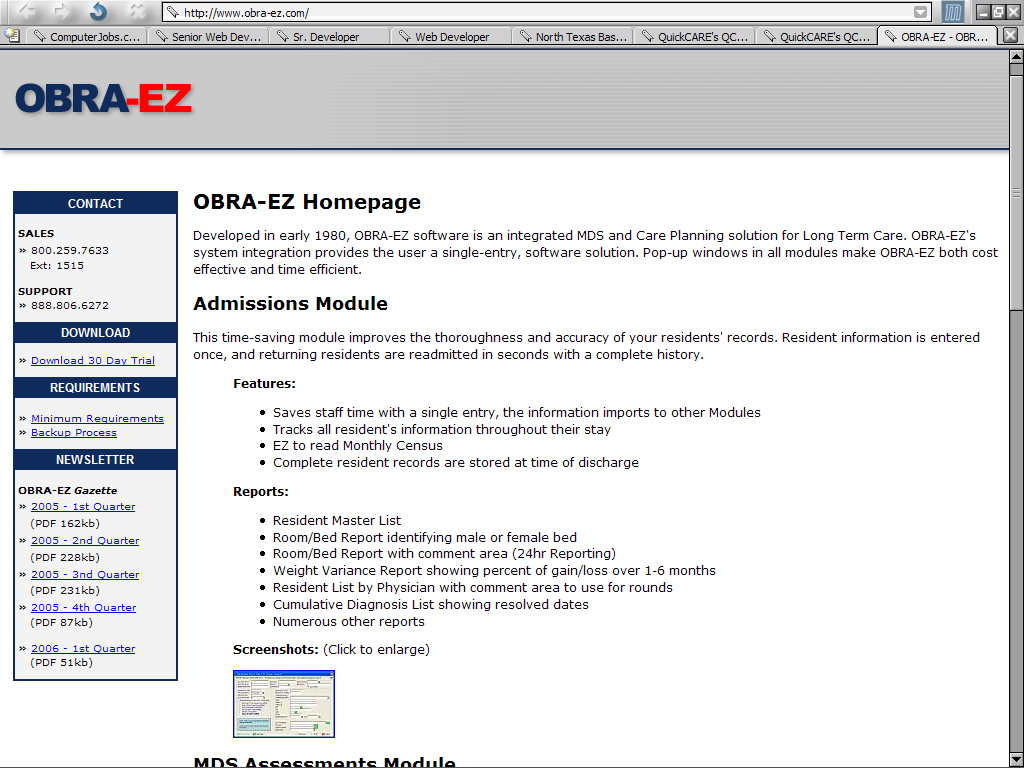 http://www.obra-ez.com/
ComputerJobs.c...
Senior Web Dev...
Sr. Developer
Web Developer
North Texas Bas...
QuickCARE's QC...
QuickCARE's QC...
OBRA-EZ - OBR...
OBRA-EZ
CONTACT
SALES
» 800.259.7633
Ext: 1515
SUPPORT
» 888.806.6272
DOWNLOAD
» Download 30 Day Trial
REQUIREMENTS
» Minimum Requirements
» Backup Process
NEWSLETTER
OBRA-EZ Gazette
» 2005 - 1st Quarter
(PDF 162kb)
» 2005 - 2nd Quarter
(PDF 228kb)
» 2005 - 3nd Quarter
(PDF 231kb)
» 2005 - 4th Quarter
(PDF 87kb)
» 2006 - 1st Quarter
(PDF 51kb)
OBRA-EZ Homepage
Developed in early 1980, OBRA-EZ software is an integrated MDS and Care Planning solution for Long Term Care. OBRA-EZ's
system integration provides the user a single-entry, software solution. Pop-up windows in all modules make OBRA-EZ both cost
effective and time efficient.
Admissions Module
This time-saving module improves the thoroughness and accuracy of your residents' records. Resident information is entered
once, and returning residents are readmitted in seconds with a complete history.
Features:
• Saves staff time with a single entry, the information imports to other Modules
• Tracks all resident's information throughout their stay
• EZ to read Monthly Census
• Complete resident records are stored at time of discharge
Reports:
• Resident Master List
• Room/Bed Report identifying male or female bed
• Room/Bed Report with comment area (24hr Reporting)
• Weight Variance Report showing percent of gain/loss over 1-6 months
• Resident List by Physician with comment area to use for rounds
• Cumulative Diagnosis List showing resolved dates
• Numerous other reports
Screenshots: (Click to enlarge)
MDS Assessments Module